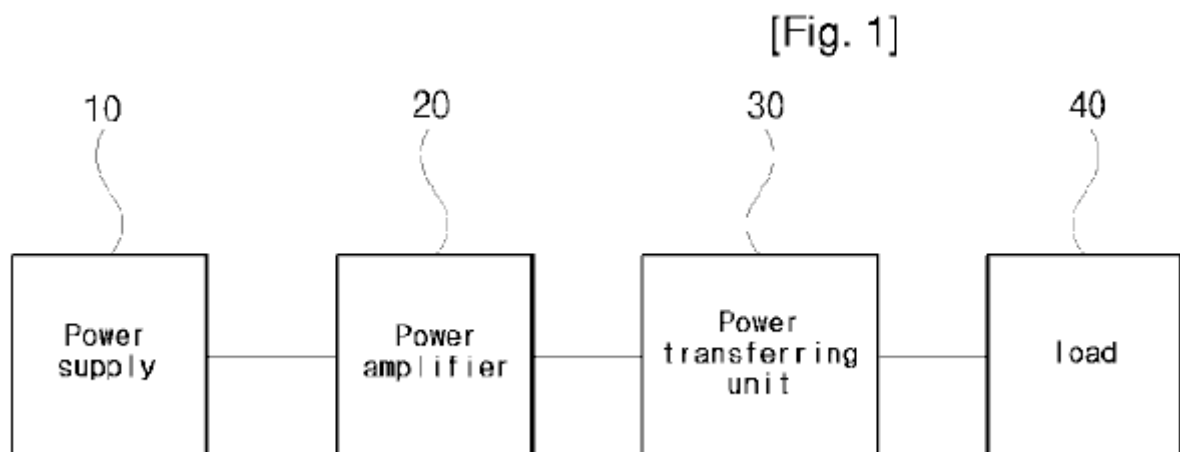 [Fig. 1]
10 20 30 40
Power
supply
Power
amplifier
Power
transferring
unit
load